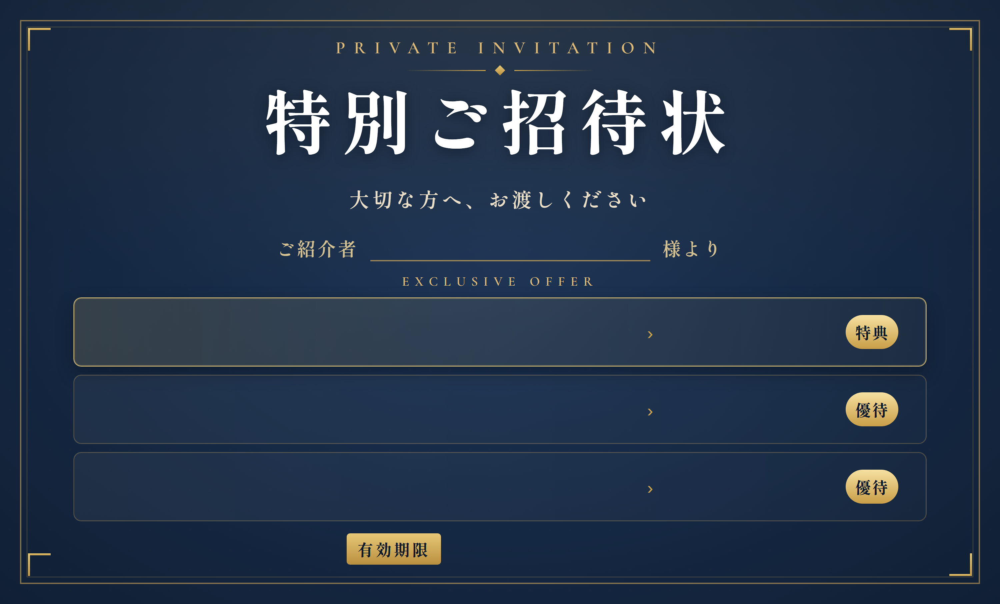 PRIVATE INVITATION
特別ご招待状
大切な方へ、お渡しください
ご紹介者 様より
EXCLUSIVE OFFER
› 特典
› 優待
› 優待
有効期限